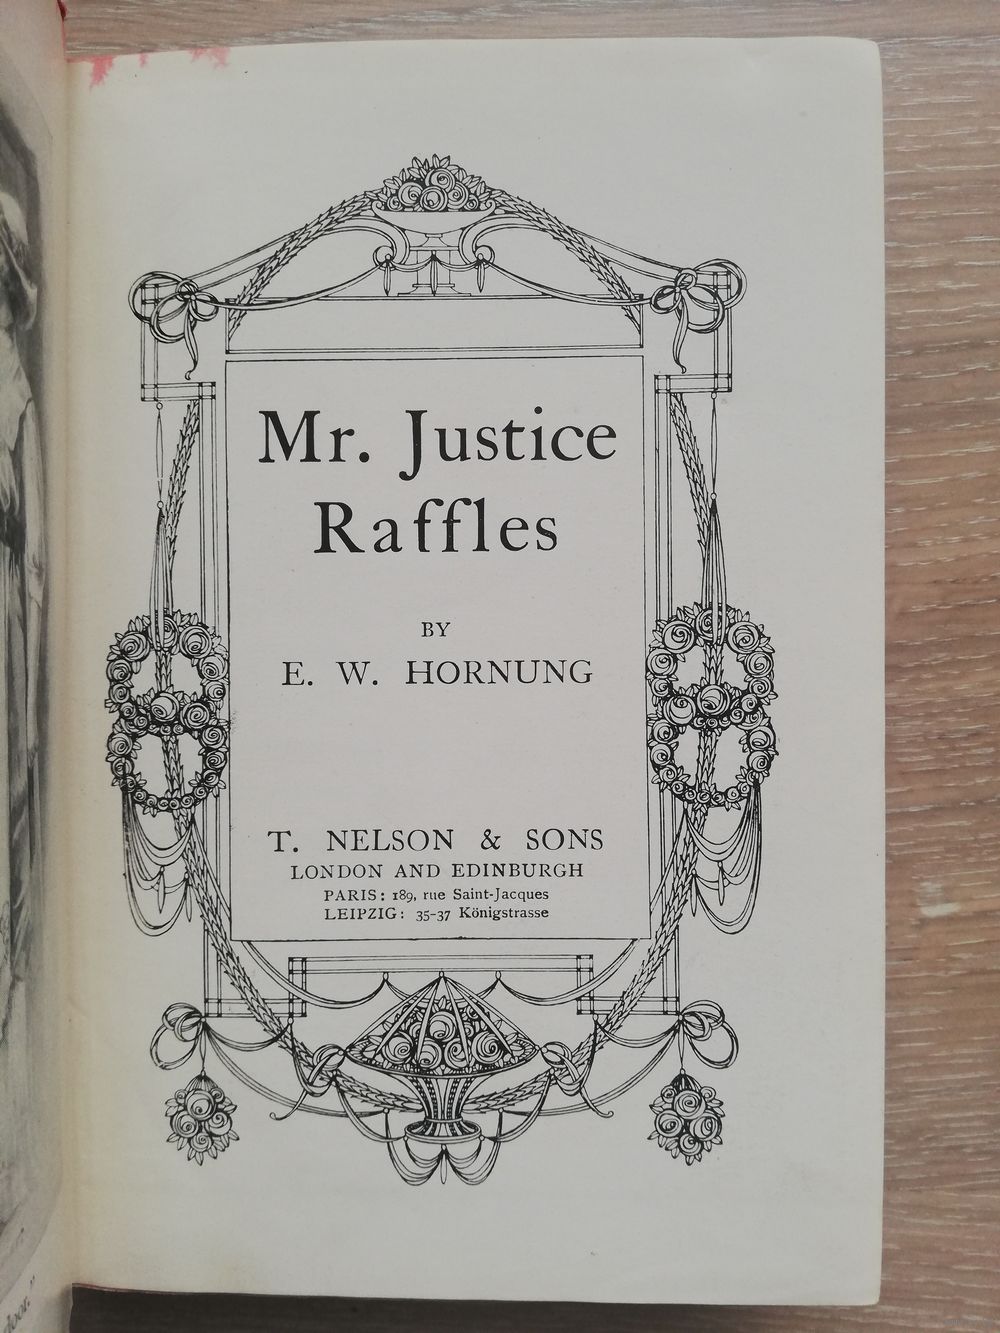 Mr. Justice
Raffles
BY
E. W. HORNUNG
T. NELSON & SONS
LONDON AND EDINBURGH
PARIS: 189, rue Saint-Jacques
LEIPZIG: 35-37 Königstrasse
door."